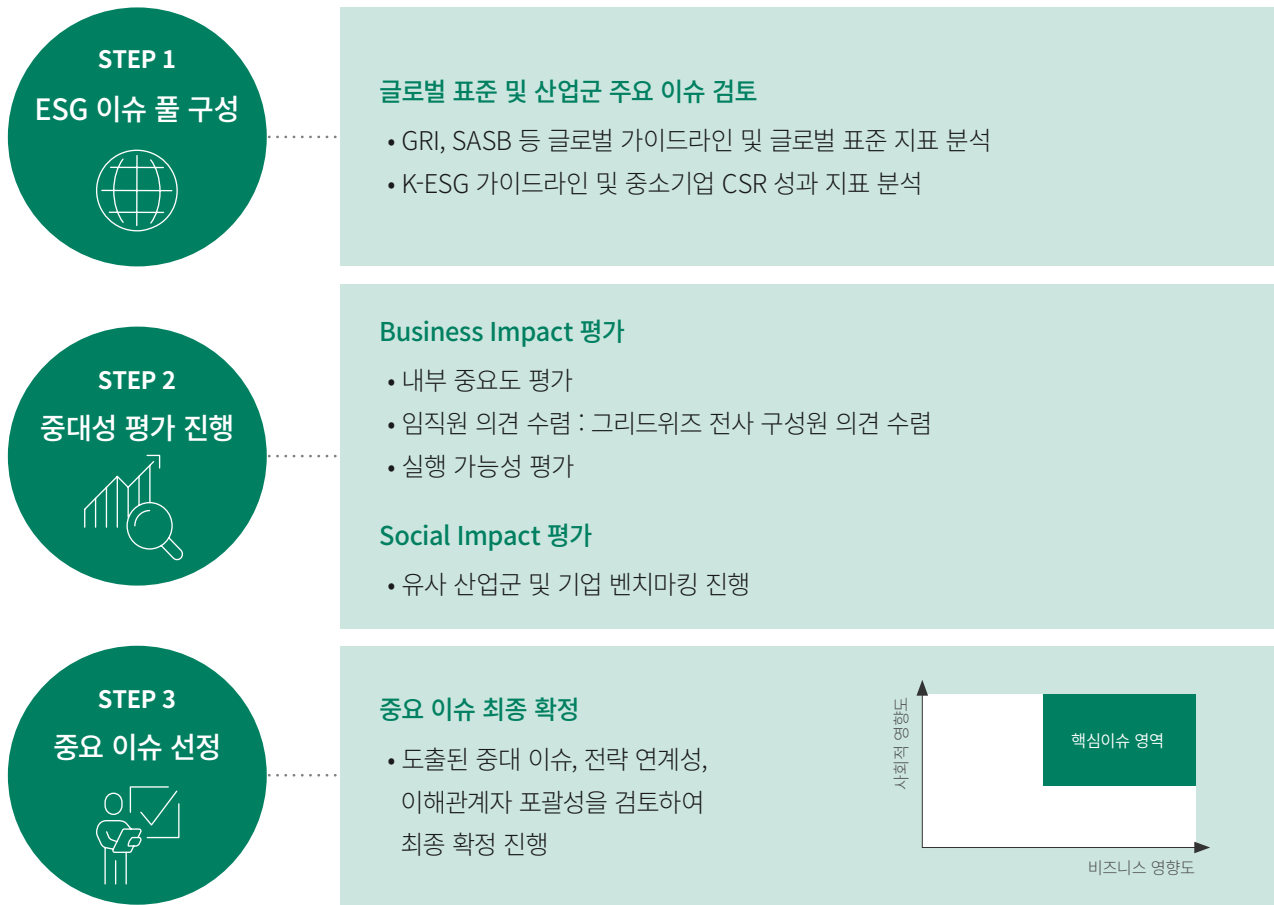 STEP 1
ESG 이슈 풀 구성
글로벌 표준 및 산업군 주요 이슈 검토
• GRI, SASB 등 글로벌 가이드라인 및 글로벌 표준 지표 분석
• K-ESG 가이드라인 및 중소기업 CSR 성과 지표 분석
STEP 2
중대성 평가 진행
Business Impact 평가
• 내부 중요도 평가
• 임직원 의견 수렴 : 그리드위즈 전사 구성원 의견 수렴
• 실행 가능성 평가
Social Impact 평가
• 유사 산업군 및 기업 벤치마킹 진행
STEP 3
중요 이슈 선정
중요 이슈 최종 확정
• 도출된 중대 이슈, 전략 연계성,
이해관계자 포괄성을 검토하여
최종 확정 진행
사회적 영향도
핵심이슈 영역
비즈니스 영향도